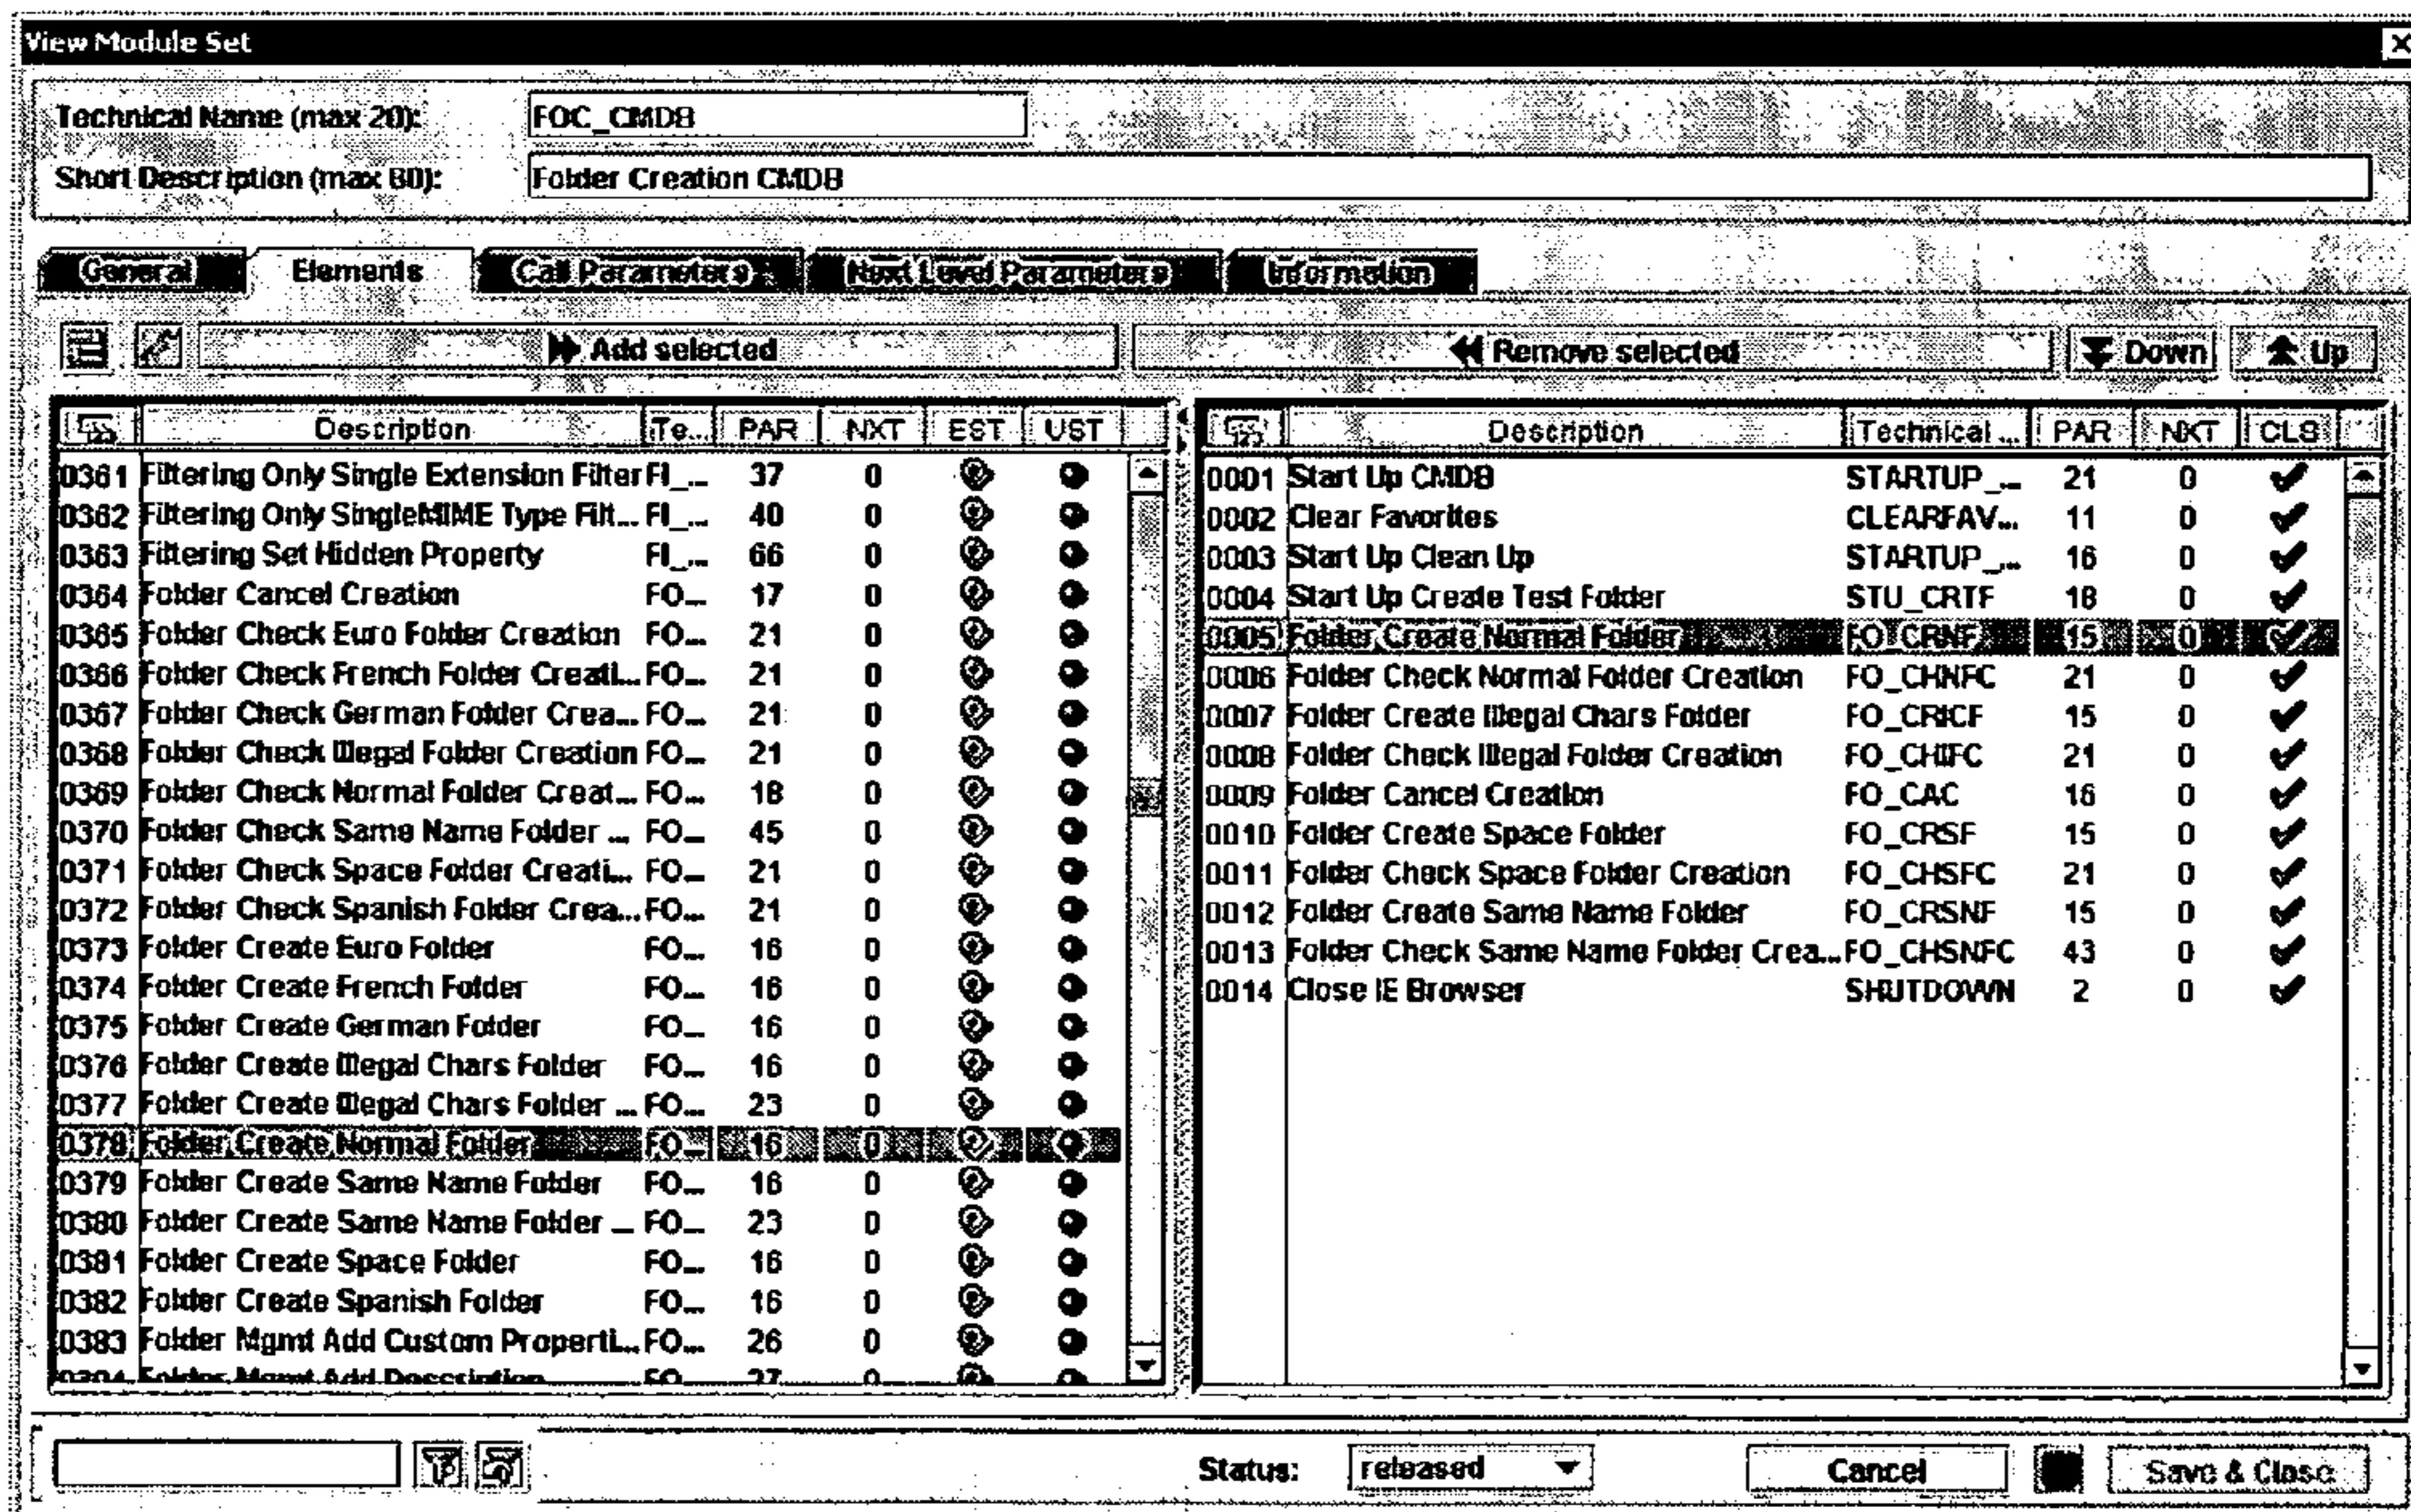 View Module Set
Technical Name (max 20): FOC_CMDB
Short Description (max 80): Folder Creation CMDB
General Elements Call Parameters Next Level Parameters Information
Add selected Remove selected Down Up
Description Te... PAR NXT EST UST
0361 Filtering Only Single Extension Filter FI_... 37 0
0362 Filtering Only SingleMIME Type Filt... FI_... 40 0
0363 Filtering Set Hidden Property FI_... 66 0
0364 Folder Cancel Creation FO... 17 0
0365 Folder Check Euro Folder Creation FO... 21 0
0366 Folder Check French Folder Creati... FO... 21 0
0367 Folder Check German Folder Crea... FO... 21 0
0368 Folder Check Illegal Folder Creation FO... 21 0
0369 Folder Check Normal Folder Creat... FO... 18 0
0370 Folder Check Same Name Folder ... FO... 45 0
0371 Folder Check Space Folder Creati... FO... 21 0
0372 Folder Check Spanish Folder Crea... FO... 21 0
0373 Folder Create Euro Folder FO... 16 0
0374 Folder Create French Folder FO... 16 0
0375 Folder Create German Folder FO... 16 0
0376 Folder Create Illegal Chars Folder FO... 16 0
0377 Folder Create Illegal Chars Folder ... FO... 23 0
0378 Folder Create Normal Folder FO... 16 0
0379 Folder Create Same Name Folder FO... 16 0
0380 Folder Create Same Name Folder ... FO... 23 0
0381 Folder Create Space Folder FO... 16 0
0382 Folder Create Spanish Folder FO... 16 0
0383 Folder Mgmt Add Custom Properti... FO... 26 0
0384 Folder Mgmt Add Description FO... 27 0
Description Technical ... PAR NXT CLS
0001 Start Up CMDB STARTUP_... 21 0
0002 Clear Favorites CLEARFAV... 11 0
0003 Start Up Clean Up STARTUP_... 16 0
0004 Start Up Create Test Folder STU_CRTF 18 0
0005 Folder Create Normal Folder FO_CRNF 15 0
0006 Folder Check Normal Folder Creation FO_CHNFC 21 0
0007 Folder Create Illegal Chars Folder FO_CRICF 15 0
0008 Folder Check Illegal Folder Creation FO_CHIFC 21 0
0009 Folder Cancel Creation FO_CAC 16 0
0010 Folder Create Space Folder FO_CRSF 15 0
0011 Folder Check Space Folder Creation FO_CHSFC 21 0
0012 Folder Create Same Name Folder FO_CRSNF 15 0
0013 Folder Check Same Name Folder Crea... FO_CHSNFC 43 0
0014 Close IE Browser SHUTDOWN 2 0
Status: released Cancel Save & Close